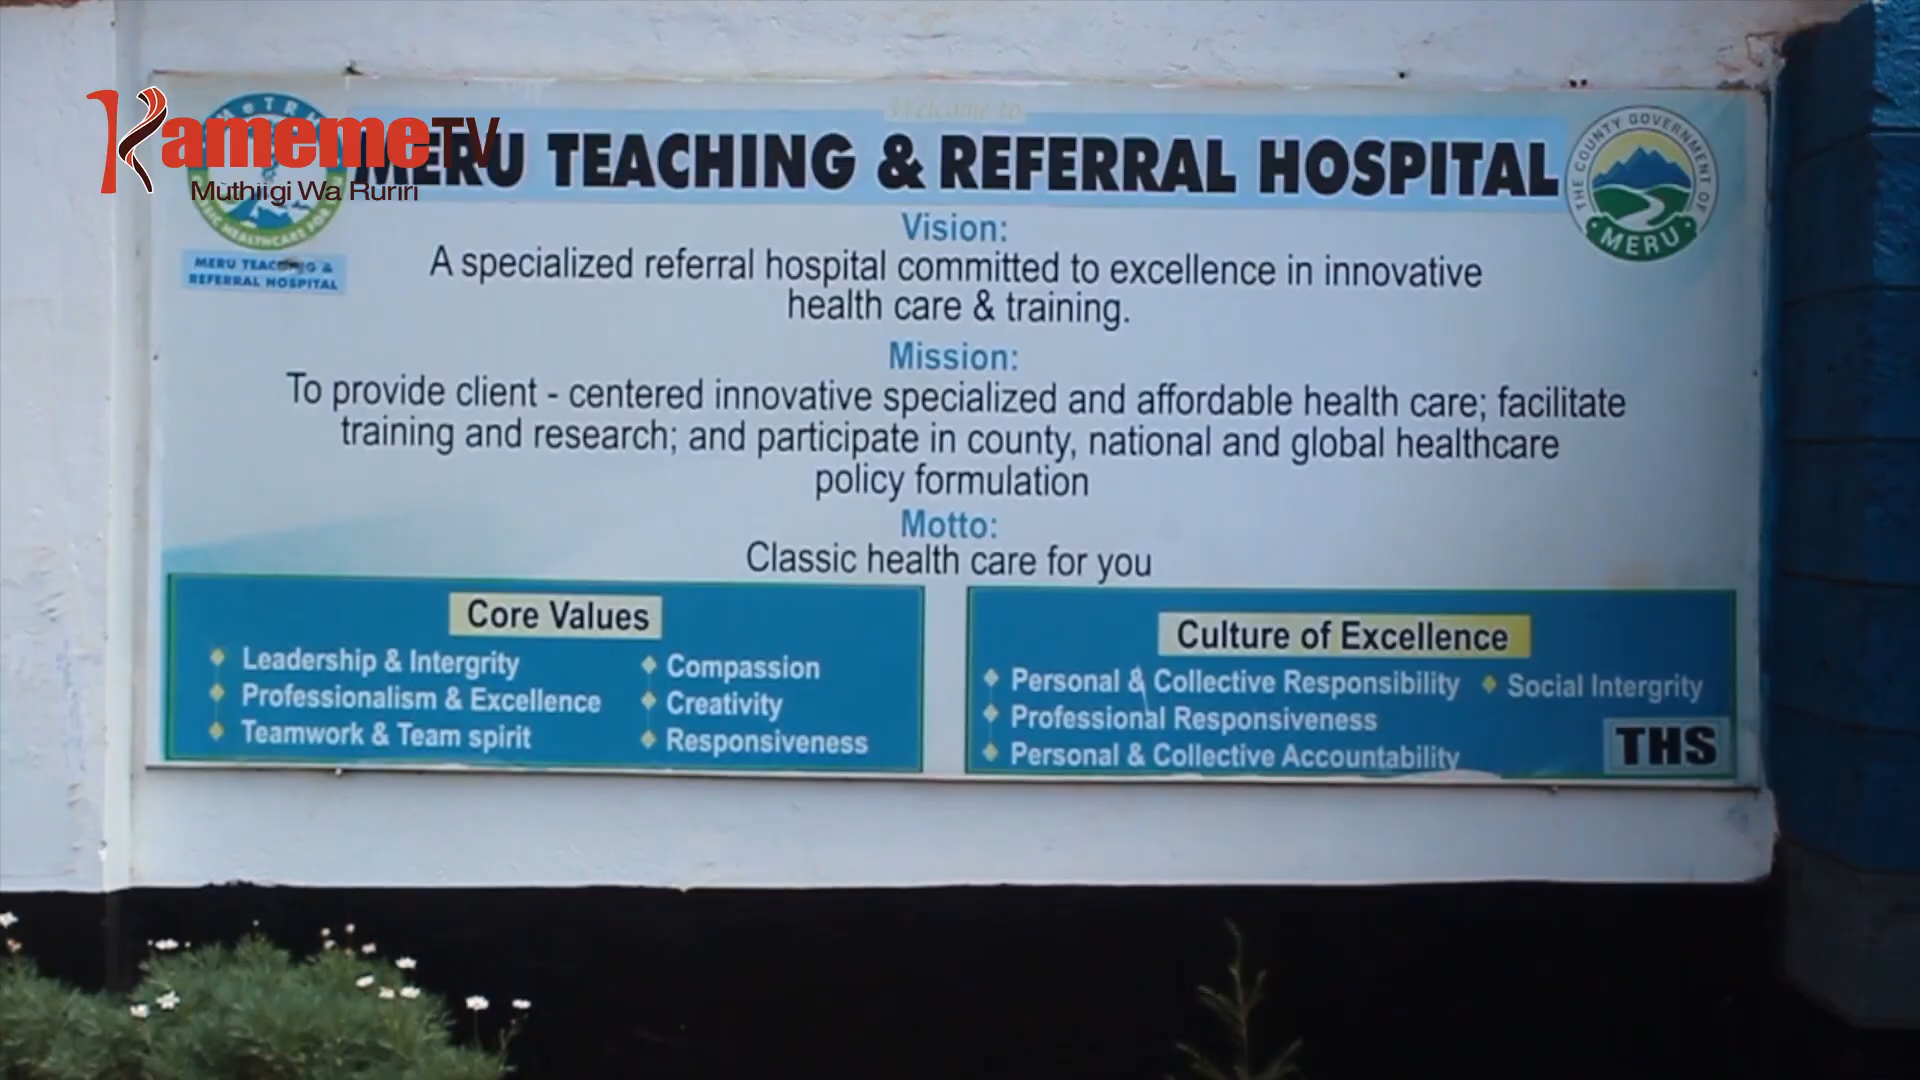 KamemeTV
Muthiigi Wa Ruriri
Welcome to
MERU TEACHING & REFERRAL HOSPITAL
MERU TEACHING &
REFERRAL HOSPITAL
THE COUNTY GOVERNMENT OF
MERU
Vision:
A specialized referral hospital committed to excellence in innovative
health care & training.
Mission:
To provide client - centered innovative specialized and affordable health care; facilitate
training and research; and participate in county, national and global healthcare
policy formulation
Motto:
Classic health care for you
Core Values
Leadership & Intergrity
Professionalism & Excellence
Teamwork & Team spirit
Compassion
Creativity
Responsiveness
Culture of Excellence
Personal & Collective Responsibility
Professional Responsiveness
Personal & Collective Accountability
Social Intergrity
THS